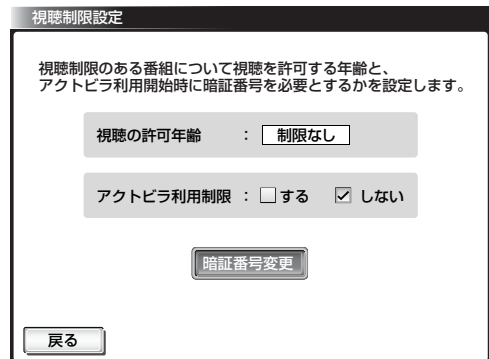 視聴制限設定
視聴制限のある番組について視聴を許可する年齢と、
アクトビラ利用開始時に暗証番号を必要とするかを設定します。
視聴の許可年齢 : 制限なし
アクトビラ利用制限 : する しない
暗証番号変更
戻る